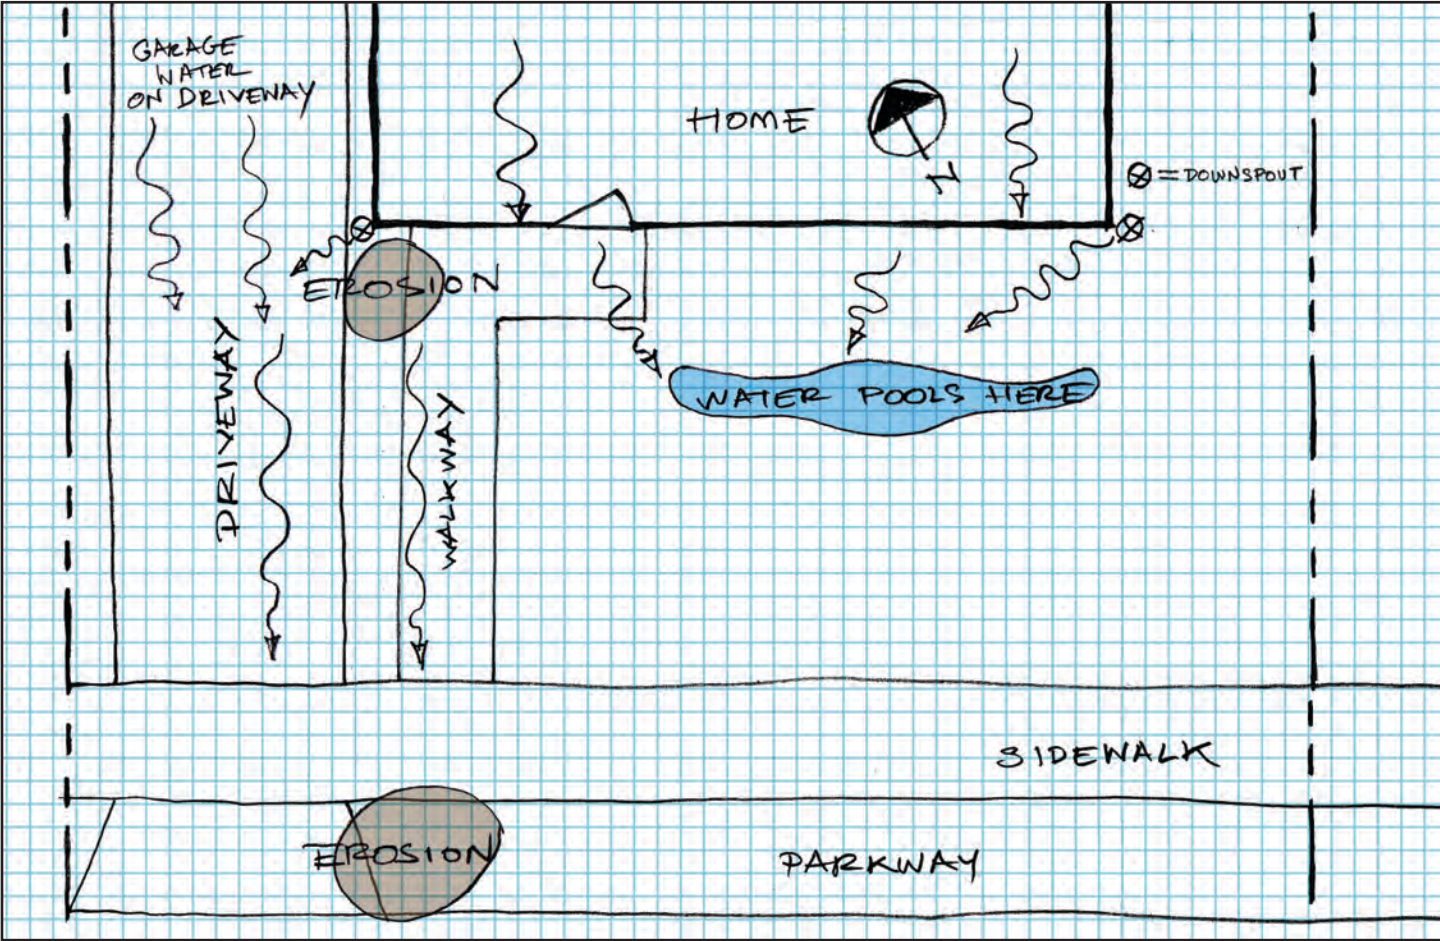 GARAGE
WATER
ON DRIVEWAY
HOME
N
⊗ = DOWNSPOUT
EROSION
DRIVEWAY
WALKWAY
WATER POOLS HERE
SIDEWALK
EROSION
PARKWAY